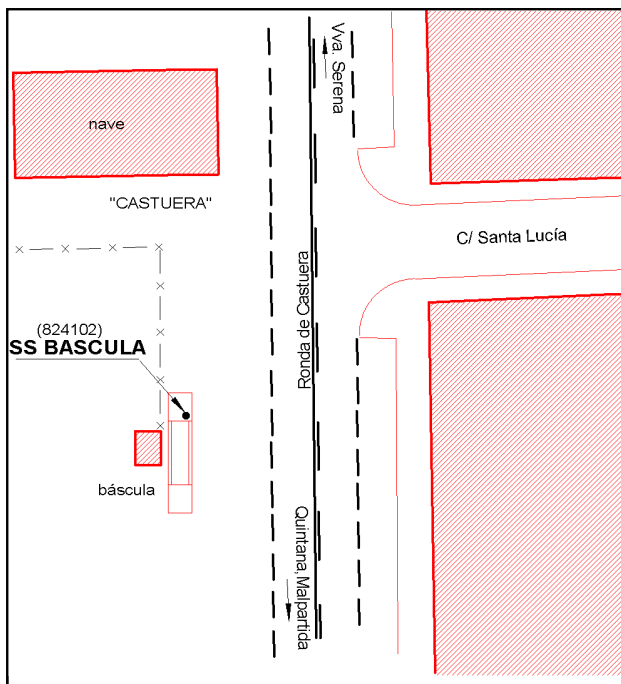 Vva. Serena
nave
"CASTUERA"
C/ Santa Lucía
Ronda de Castuera
(824102)
SS BASCULA
báscula
Quintana, Malpartida